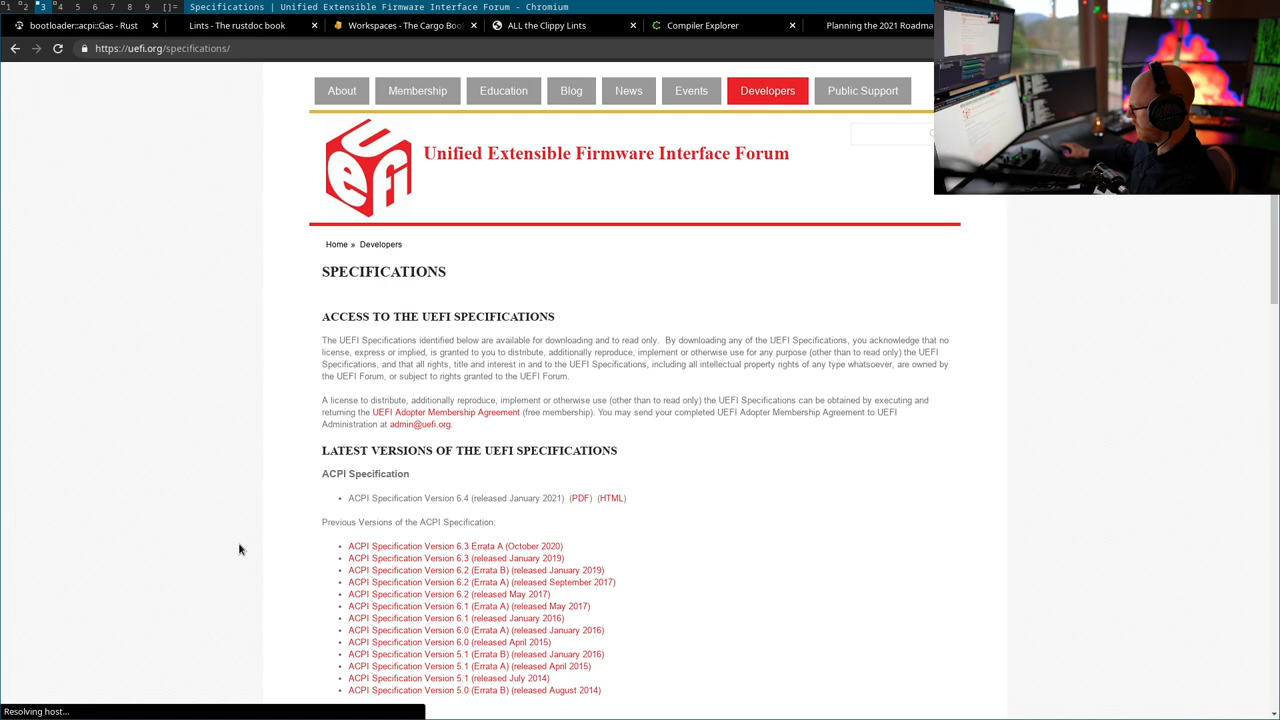 1 2 3 4 5 6 7 8 9 []= Specifications | Unified Extensible Firmware Interface Forum - Chromium
bootloader::acpi::Gas - Rust × Lints - The rustdoc book × Workspaces - The Cargo Boo × ALL the Clippy Lints × Compiler Explorer × Planning the 2021 Roadma
https://uefi.org/specifications/
About Membership Education Blog News Events Developers Public Support
uefi
Unified Extensible Firmware Interface Forum
Home » Developers
SPECIFICATIONS
ACCESS TO THE UEFI SPECIFICATIONS
The UEFI Specifications identified below are available for downloading and to read only. By downloading any of the UEFI Specifications, you acknowledge that no
license, express or implied, is granted to you to distribute, additionally reproduce, implement or otherwise use for any purpose (other than to read only) the UEFI
Specifications, and that all rights, title and interest in and to the UEFI Specifications, including all intellectual property rights of any type whatsoever, are owned by
the UEFI Forum, or subject to rights granted to the UEFI Forum.
A license to distribute, additionally reproduce, implement or otherwise use (other than to read only) the UEFI Specifications can be obtained by executing and
returning the UEFI Adopter Membership Agreement (free membership). You may send your completed UEFI Adopter Membership Agreement to UEFI
Administration at admin@uefi.org.
LATEST VERSIONS OF THE UEFI SPECIFICATIONS
ACPI Specification
• ACPI Specification Version 6.4 (released January 2021) (PDF) (HTML)
Previous Versions of the ACPI Specification:
• ACPI Specification Version 6.3 Errata A (October 2020)
• ACPI Specification Version 6.3 (released January 2019)
• ACPI Specification Version 6.2 (Errata B) (released January 2019)
• ACPI Specification Version 6.2 (Errata A) (released September 2017)
• ACPI Specification Version 6.2 (released May 2017)
• ACPI Specification Version 6.1 (Errata A) (released May 2017)
• ACPI Specification Version 6.1 (released January 2016)
• ACPI Specification Version 6.0 (Errata A) (released January 2016)
• ACPI Specification Version 6.0 (released April 2015)
• ACPI Specification Version 5.1 (Errata B) (released January 2016)
• ACPI Specification Version 5.1 (Errata A) (released April 2015)
• ACPI Specification Version 5.1 (released July 2014)
• ACPI Specification Version 5.0 (Errata B) (released August 2014)
Resolving host...